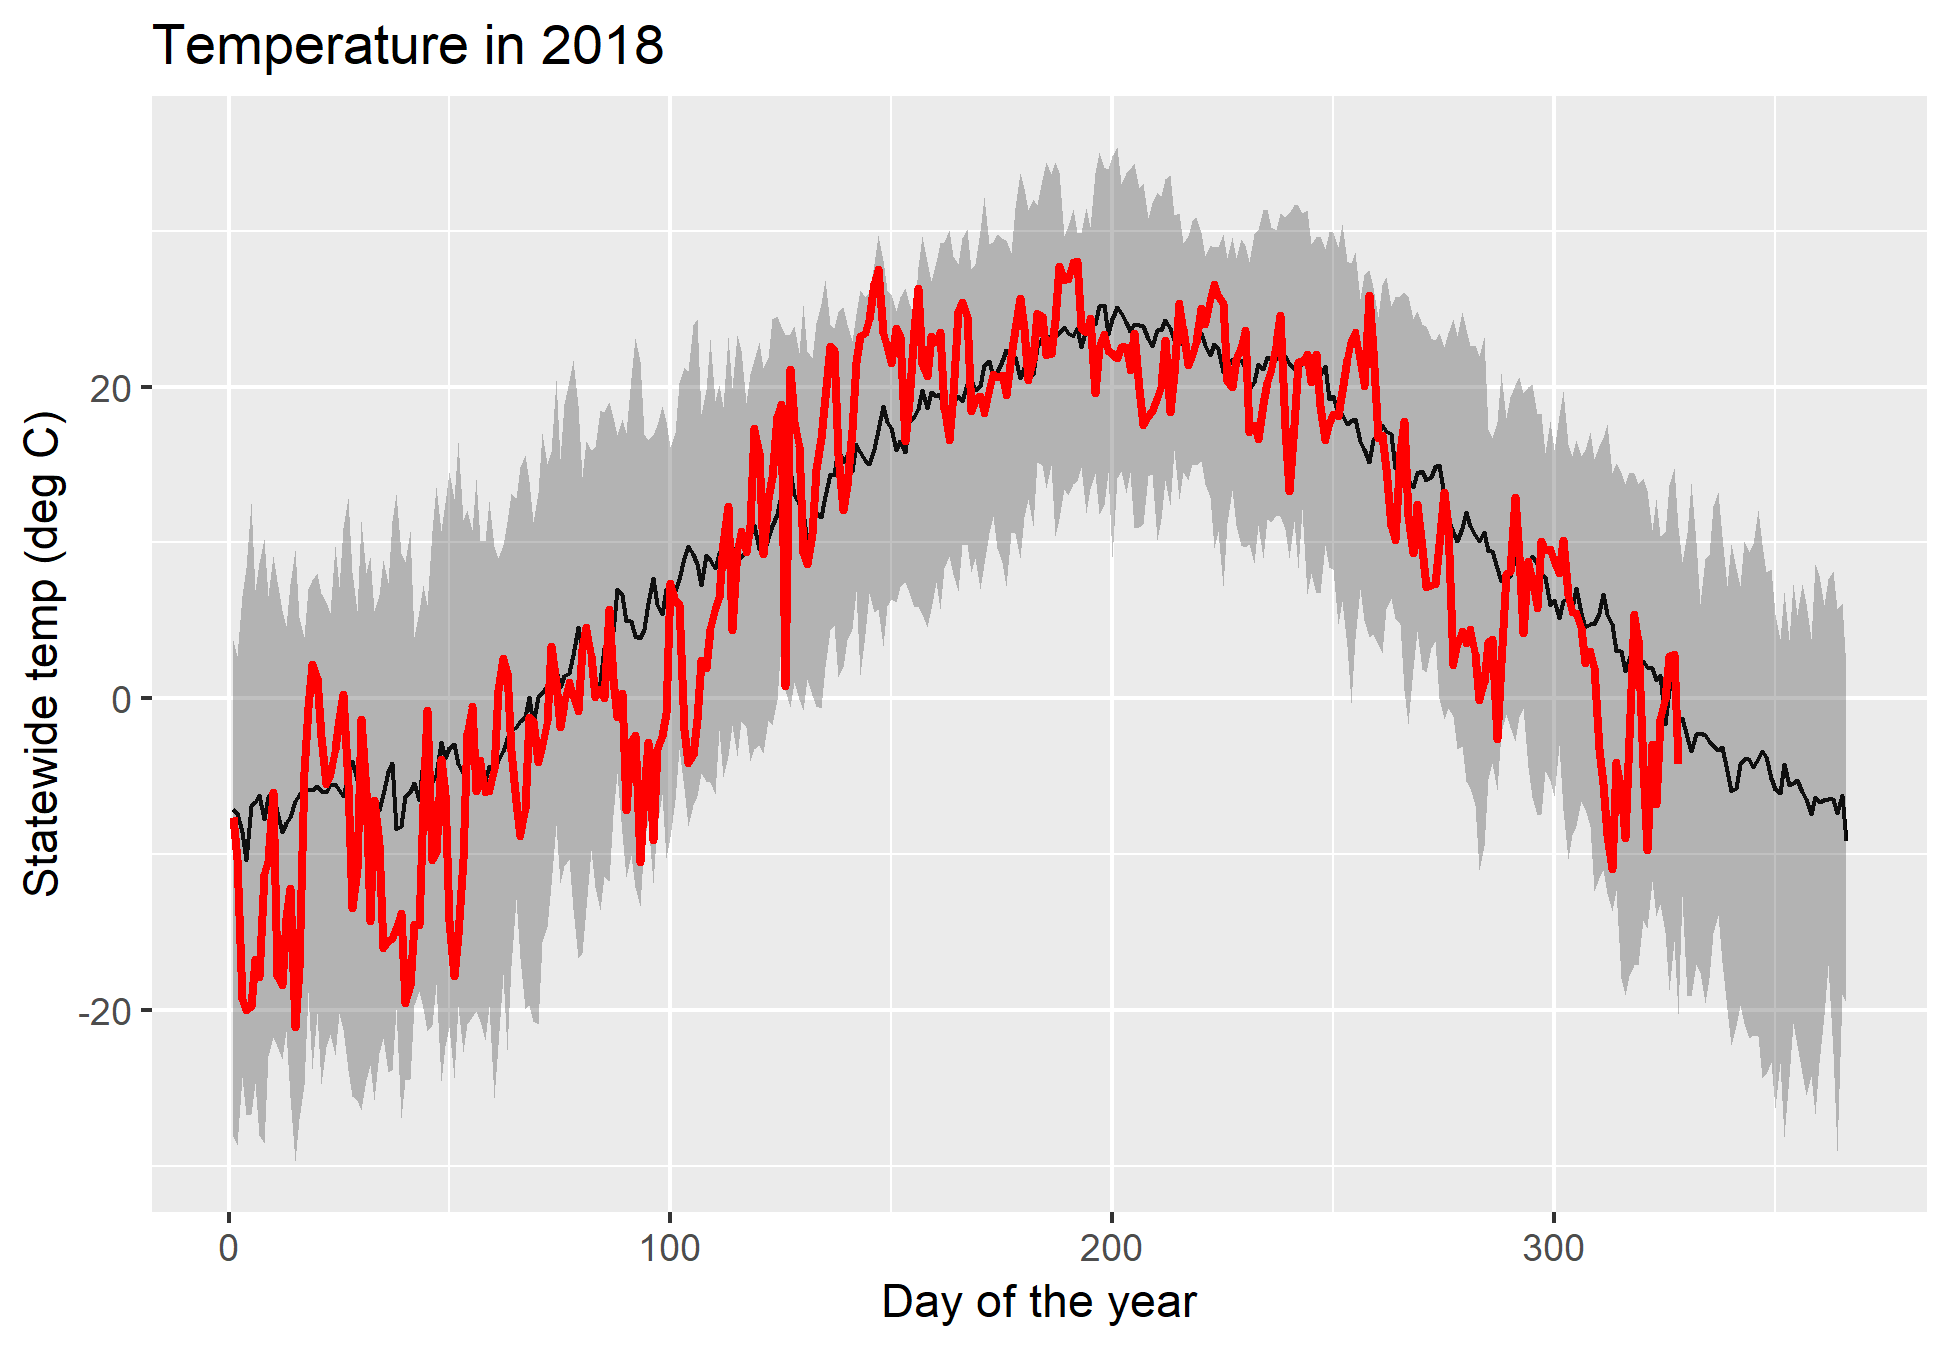 Temperature in 2018
Statewide temp (deg C)
20
0
-20
0 100 200 300
Day of the year